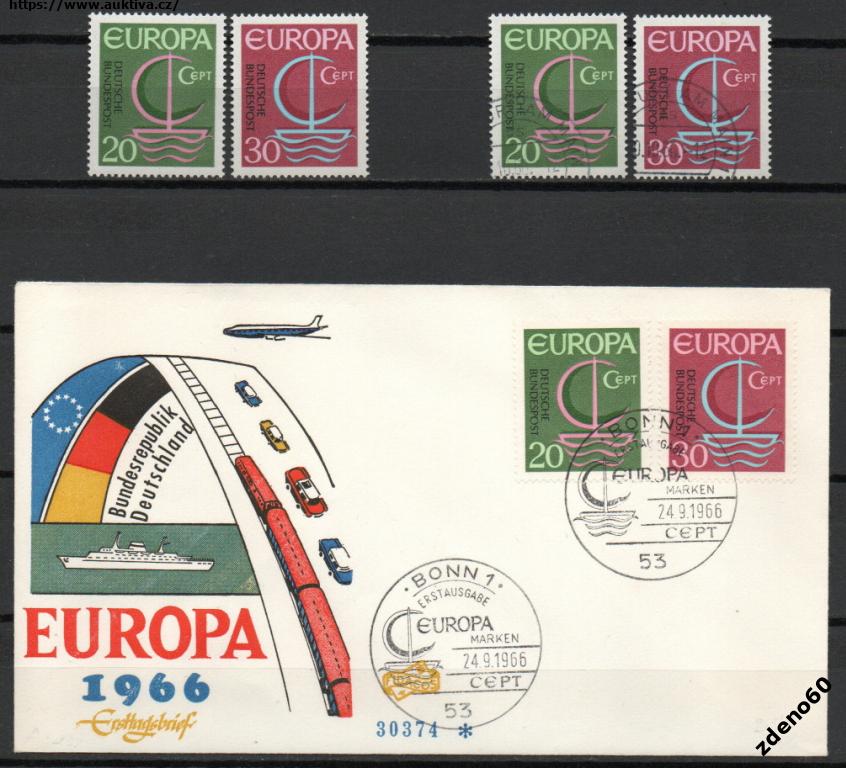 https://www.auktiva.cz/
EUROPA
CEPT
DEUTSCHE
BUNDESPOST
20
EUROPA
CEPT
DEUTSCHE
BUNDESPOST
30
EUROPA
CEPT
DEUTSCHE
BUNDESPOST
20
EUROPA
CEPT
DEUTSCHE
BUNDESPOST
30
EUROPA
CEPT
DEUTSCHE
BUNDESPOST
20
EUROPA
CEPT
DEUTSCHE
BUNDESPOST
30
Bundesrepublik
Deutschland
BONN 1
ERSTAUSGABE
EUROPA
MARKEN
24.9.1966
CEPT
53
· BONN 1 ·
ERSTAUSGABE
EUROPA
MARKEN
24.9.1966
CEPT
53
EUROPA
1966
Ersttagsbrief
30374 *
zdeno60